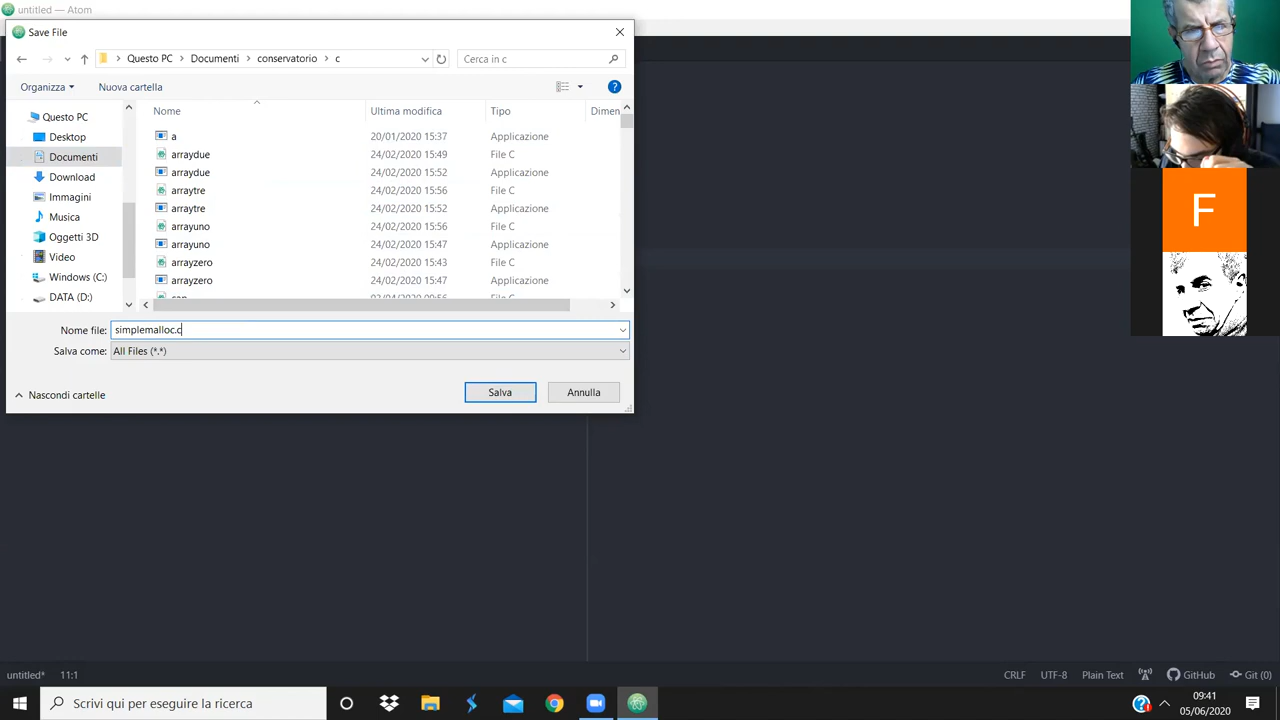 untitled — Atom
Save File
Questo PC > Documenti > conservatorio > c
Cerca in c
Organizza
Nuova cartella
Nome
Ultima modifica
Tipo
Dimen
Questo PC
Desktop
Documenti
Download
Immagini
Musica
Oggetti 3D
Video
Windows (C:)
DATA (D:)
a 20/01/2020 15:37 Applicazione
arraydue 24/02/2020 15:49 File C
arraydue 24/02/2020 15:52 Applicazione
arraytre 24/02/2020 15:56 File C
arraytre 24/02/2020 15:52 Applicazione
arrayuno 24/02/2020 15:56 File C
arrayuno 24/02/2020 15:47 Applicazione
arrayzero 24/02/2020 15:43 File C
arrayzero 24/02/2020 15:47 Applicazione
Nome file: simplemalloc.c
Salva come: All Files (*.*)
Nascondi cartelle
Salva
Annulla
F
untitled* 11:1
CRLF UTF-8 Plain Text GitHub Git (0)
Scrivi qui per eseguire la ricerca
09:41
05/06/2020